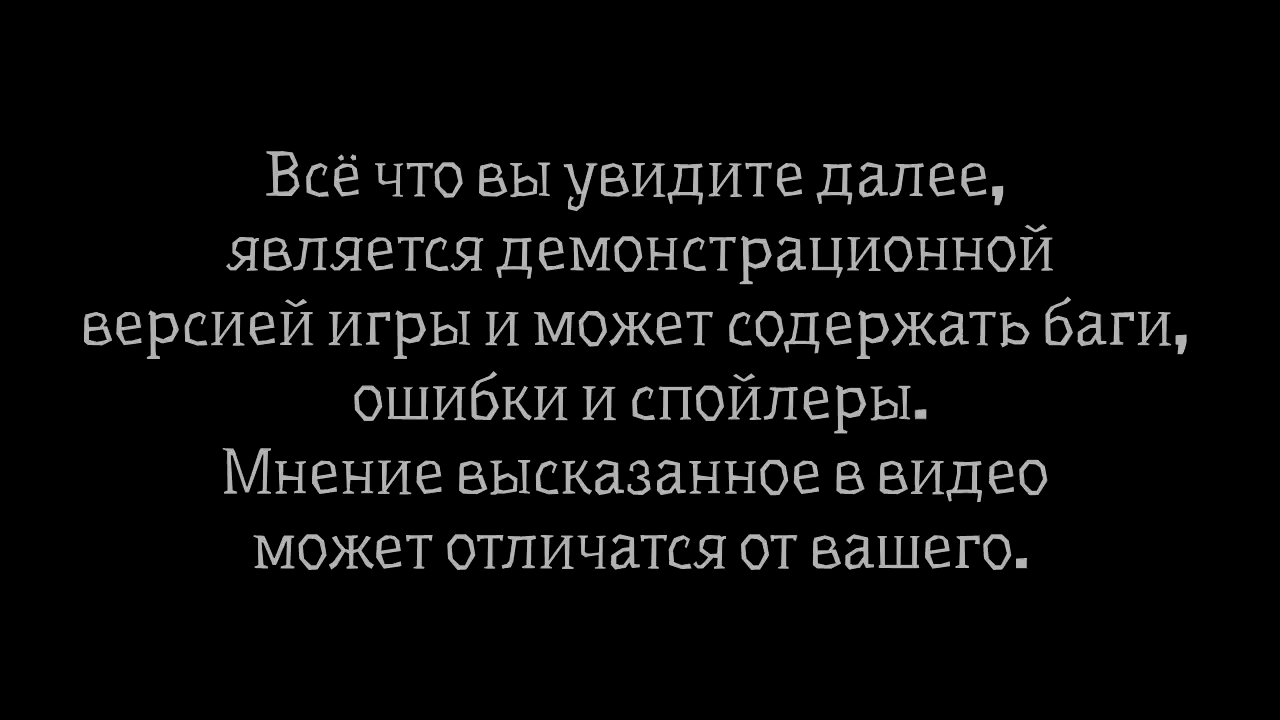 Всё что вы увидите далее,
является демонстрационной
версией игры и может содержать баги,
ошибки и спойлеры.
Мнение высказанное в видео
может отличатся от вашего.